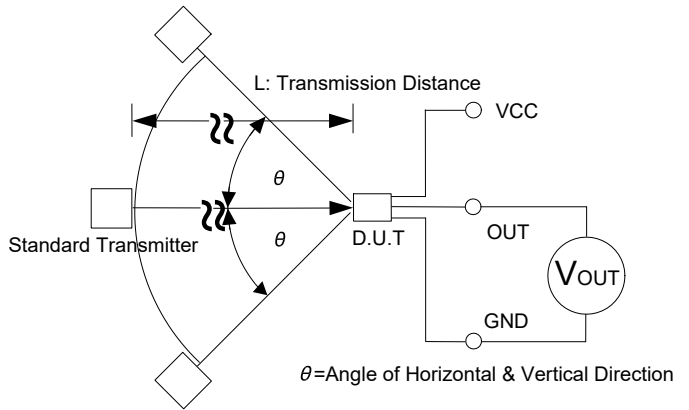 L: Transmission Distance
VCC
θ
θ
Standard Transmitter
D.U.T
OUT
VOUT
GND
θ=Angle of Horizontal & Vertical Direction